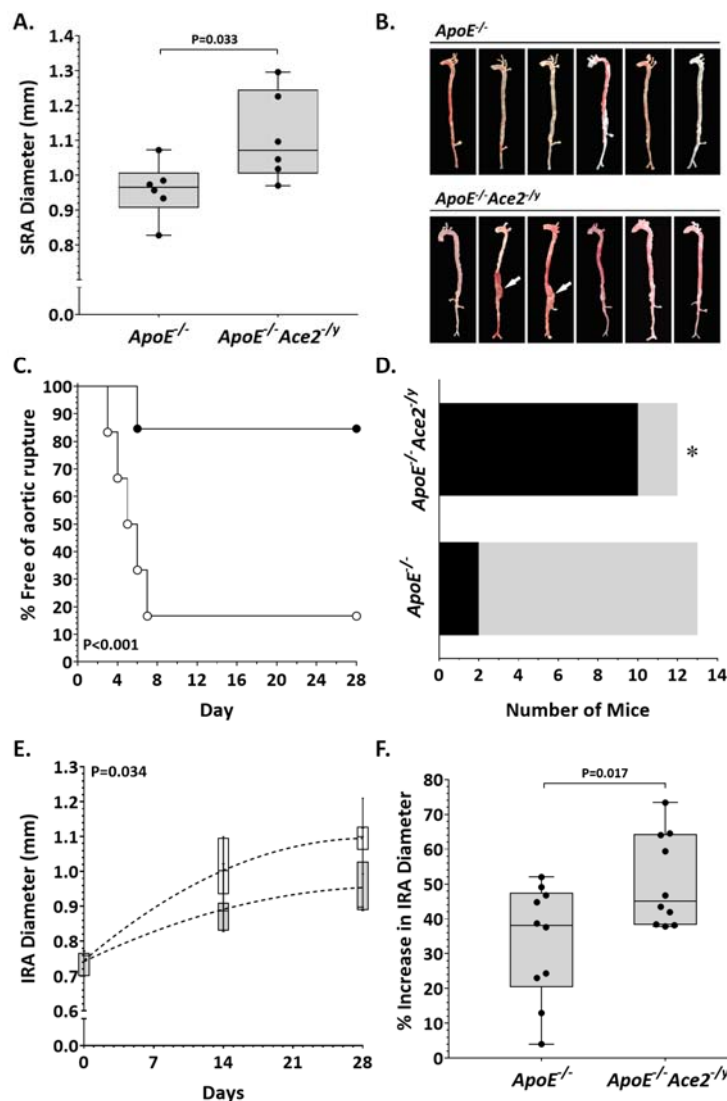 A.
P=0.033
SRA Diameter (mm)
1.4
1.3
1.2
1.1
1.0
0.9
0.8
0.0
ApoE-/-
ApoE-/-Ace2-/y
B.
ApoE-/-
ApoE-/-Ace2-/y
C.
% Free of aortic rupture
100
90
80
70
60
50
40
30
20
10
0
P<0.001
4 8 12 16 20 24 28
Day
D.
ApoE-/-Ace2-/y
*
ApoE-/-
0 2 4 6 8 10 12 14
Number of Mice
E.
P=0.034
IRA Diameter (mm)
1.3
1.2
1.1
1.0
0.9
0.8
0.7
0.6
0.0
0 7 14 21 28
Days
F.
P=0.017
% Increase in IRA Diameter
80
70
60
50
40
30
20
10
0
ApoE-/-
ApoE-/-Ace2-/y